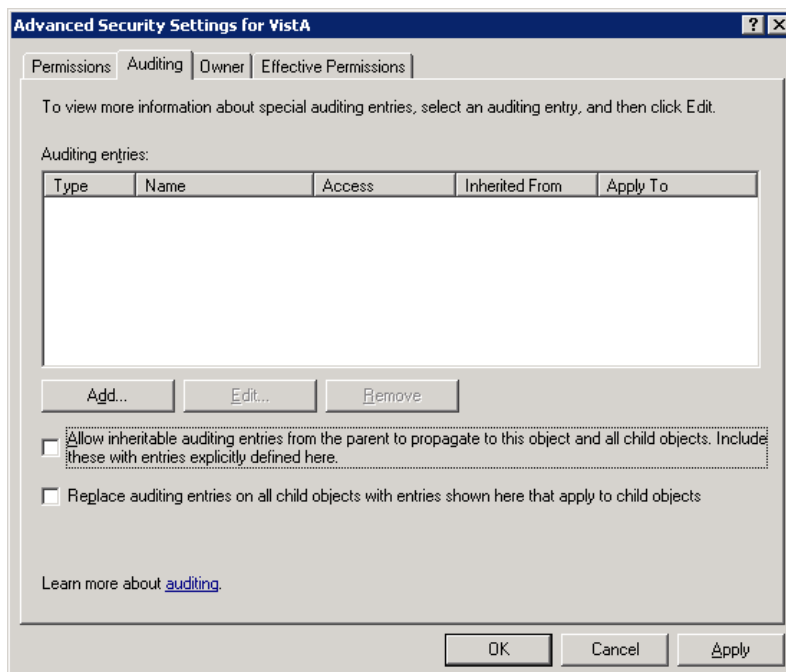 Advanced Security Settings for VistA
Permissions Auditing Owner Effective Permissions
To view more information about special auditing entries, select an auditing entry, and then click Edit.
Auditing entries:
Type Name Access Inherited From Apply To
Add... Edit... Remove
Allow inheritable auditing entries from the parent to propagate to this object and all child objects. Include
these with entries explicitly defined here.
Replace auditing entries on all child objects with entries shown here that apply to child objects
Learn more about auditing.
OK Cancel Apply